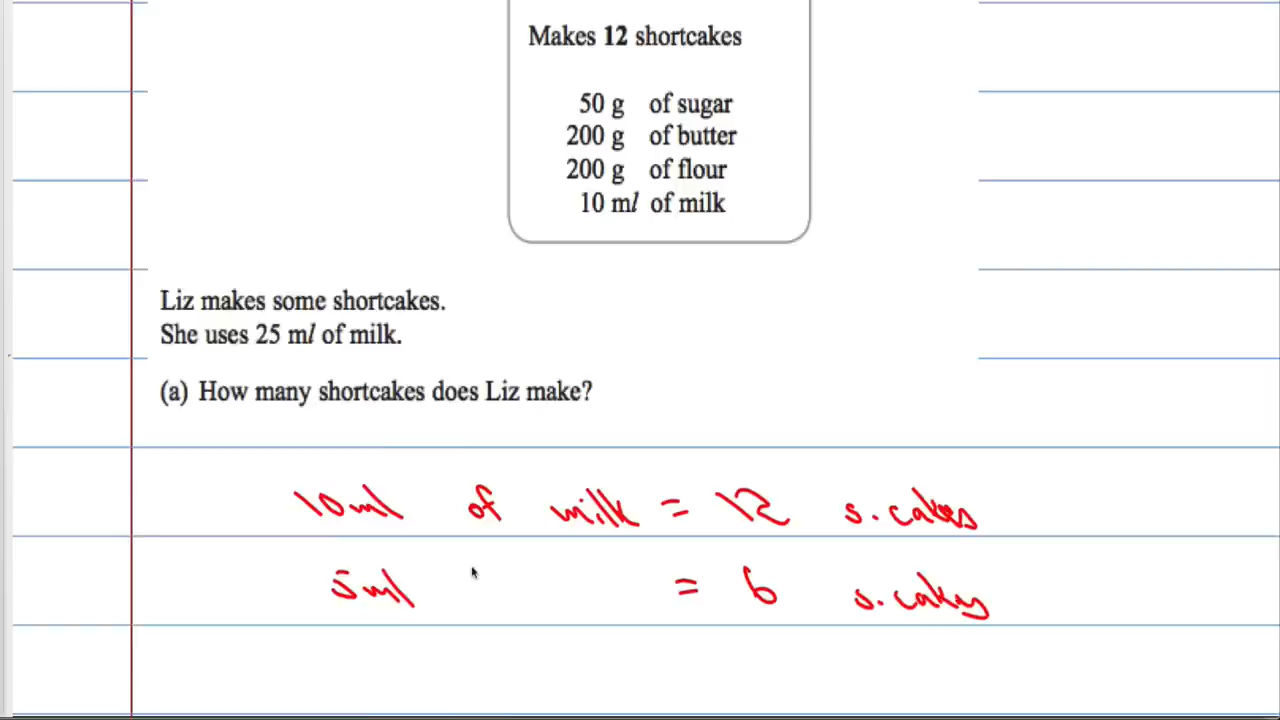 Makes 12 shortcakes
50 g of sugar
200 g of butter
200 g of flour
10 ml of milk
Liz makes some shortcakes.
She uses 25 ml of milk.
(a) How many shortcakes does Liz make?
10ml of milk = 12 s.cakes
5ml = 6 s.cakes